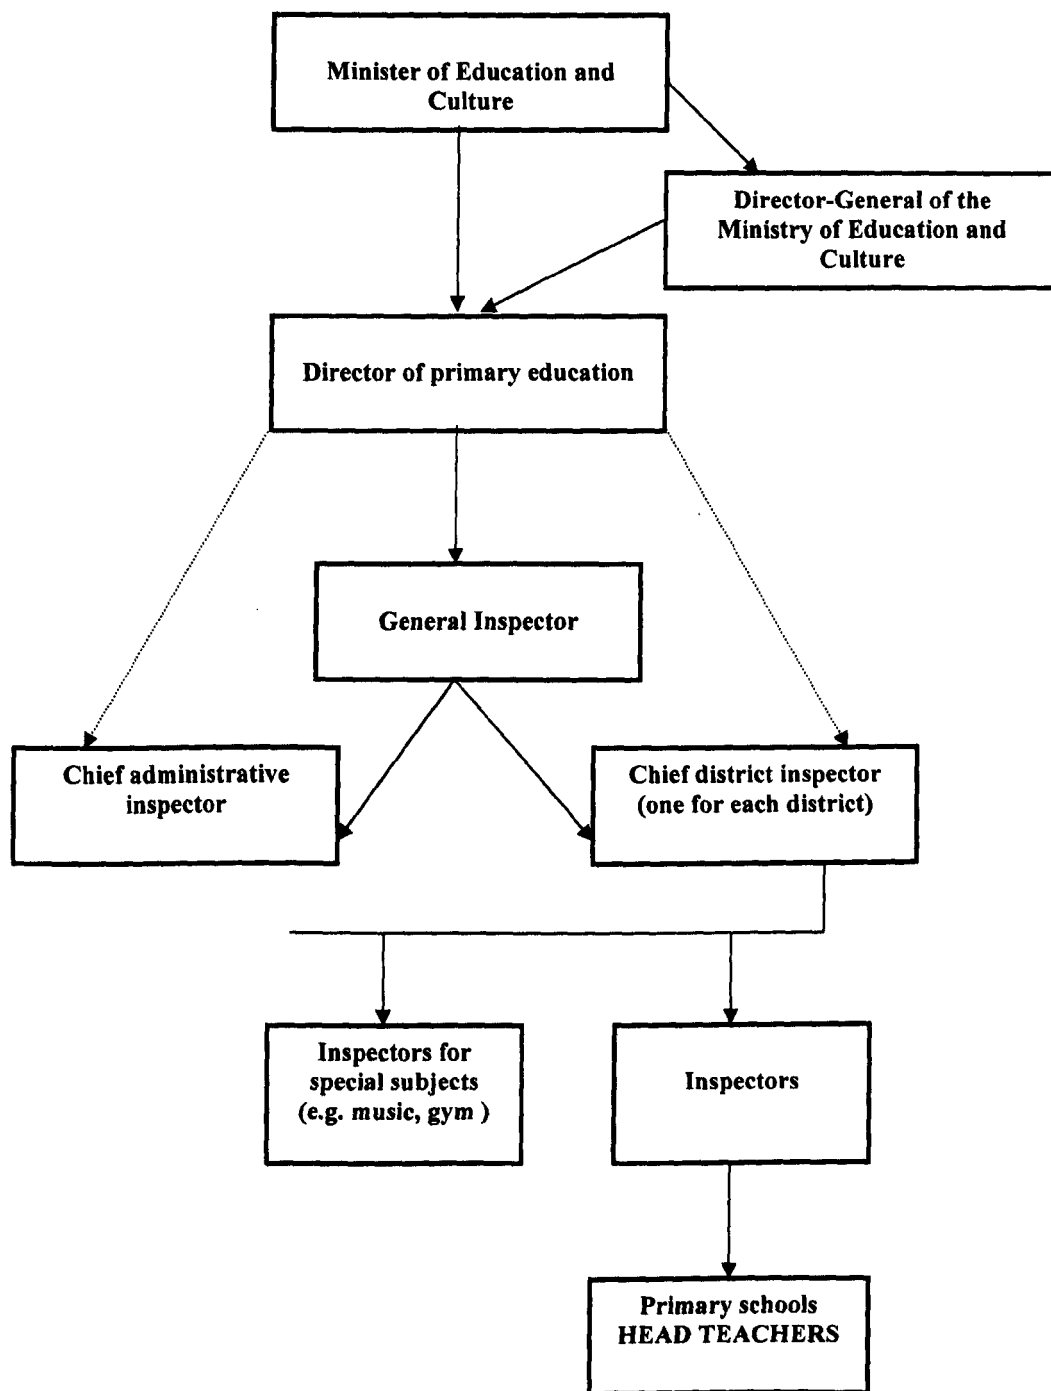 Minister of Education and
Culture
Director-General of the
Ministry of Education and
Culture
Director of primary education
General Inspector
Chief administrative
inspector
Chief district inspector
(one for each district)
Inspectors for
special subjects
(e.g. music, gym )
Inspectors
Primary schools
HEAD TEACHERS